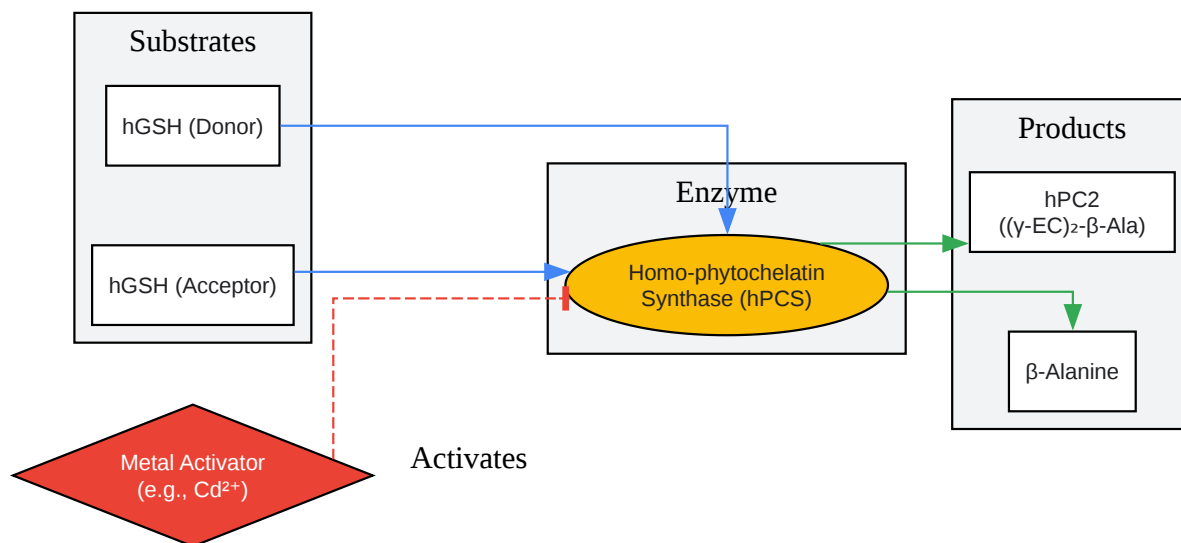 Substrates
hGSH (Donor)
hGSH (Acceptor)
Enzyme
Homo-phytochelatin
Synthase (hPCS)
Products
hPC2
((γ-EC)₂-β-Ala)
β-Alanine
Metal Activator
(e.g., Cd²⁺)
Activates